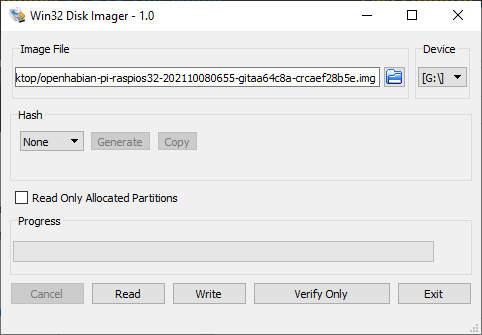 Win32 Disk Imager - 1.0
Image File
Device
ktop/openhabian-pi-raspios32-202110080655-gitaa64c8a-crcaef28b5e.img
[G:\]
Hash
None
Generate
Copy
Read Only Allocated Partitions
Progress
Cancel
Read
Write
Verify Only
Exit